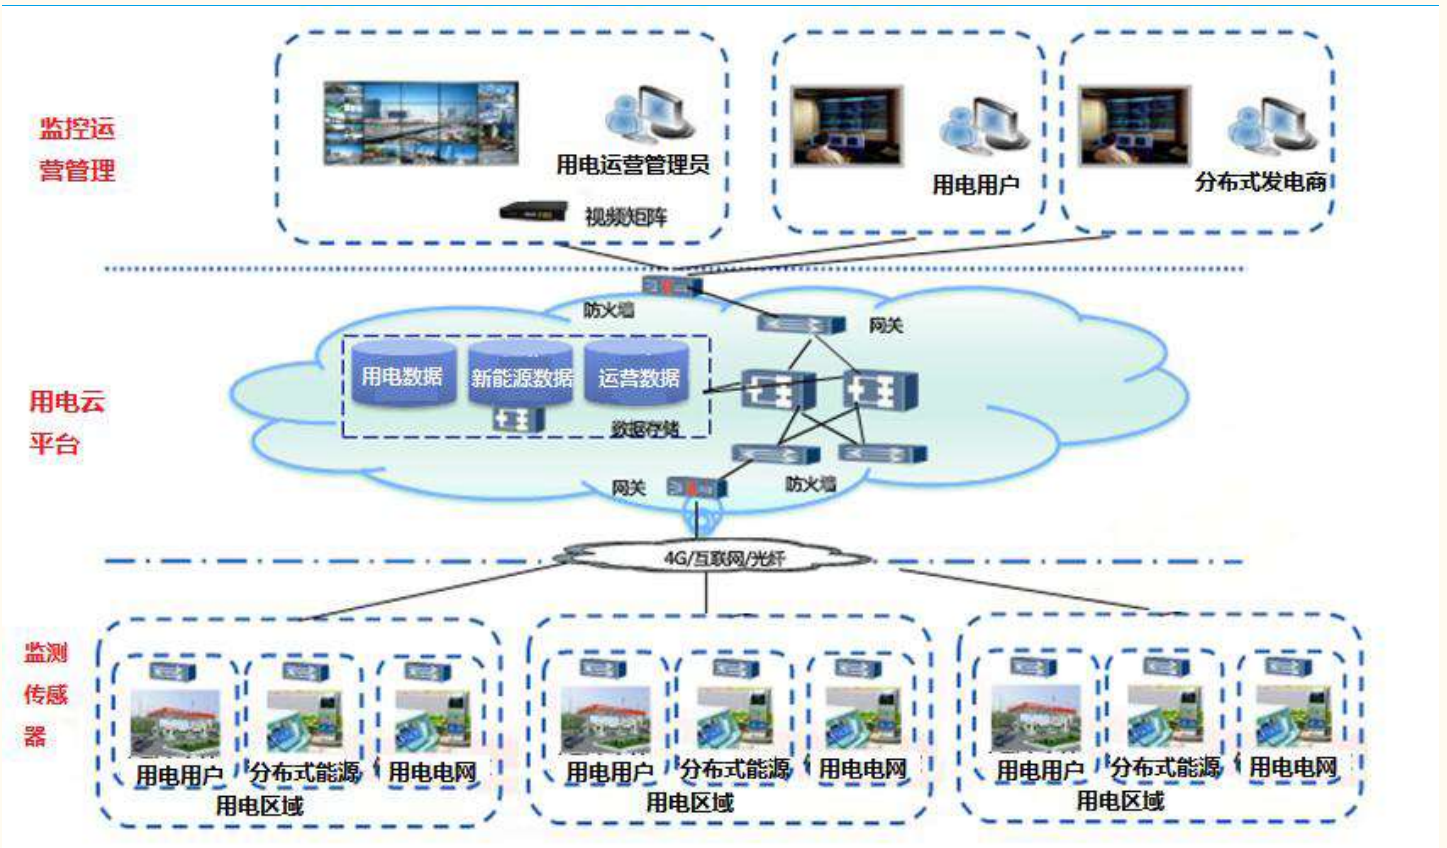 监控运
营管理
用电运营管理员
视频矩阵
用电用户
分布式发电商
用电云
平台
防火墙
网关
用电数据
新能源数据
运营数据
数据存储
网关
防火墙
4G/互联网/光纤
监测
传感
器
用电用户
分布式能源
用电电网
用电区域
用电用户
分布式能源
用电电网
用电区域
用电用户
分布式能源
用电电网
用电区域